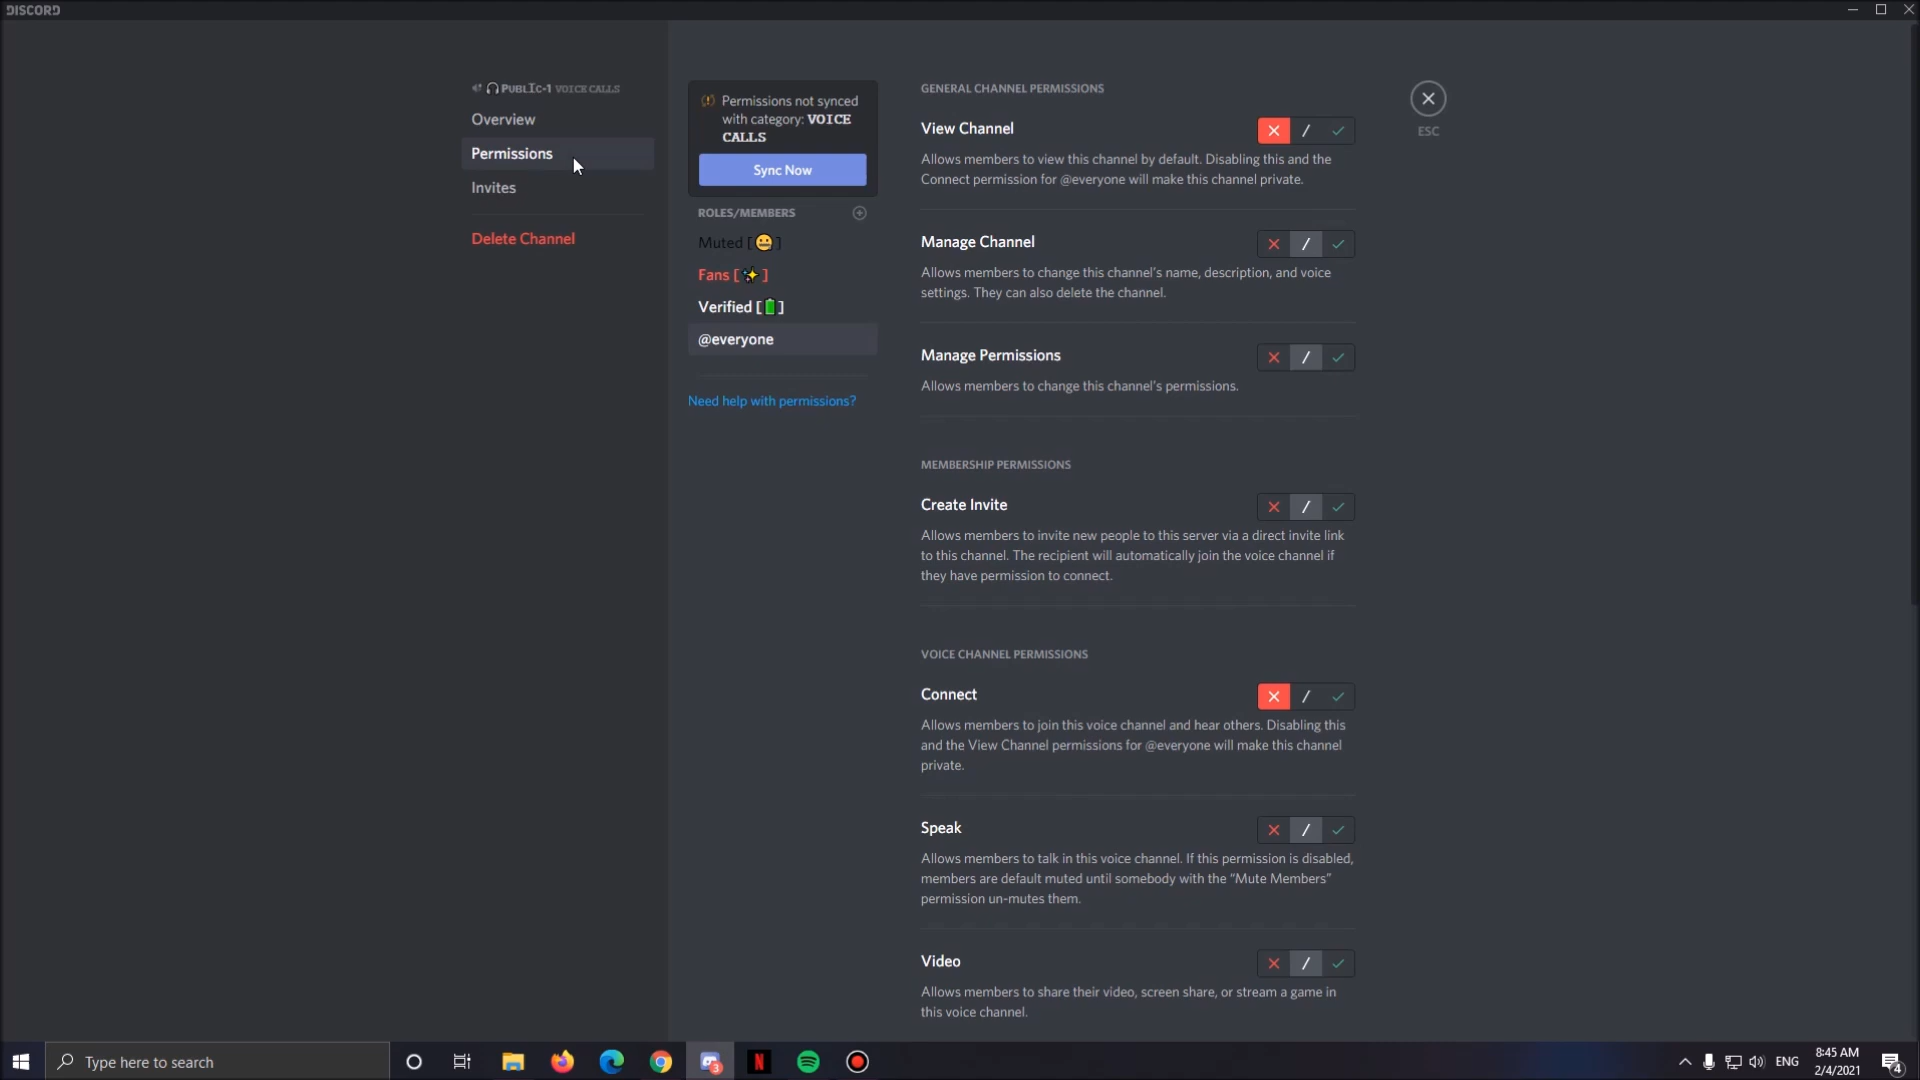 DISCORD
PUBLIC-1 VOICE CALLS
Overview
Permissions
Invites
Delete Channel
Permissions not synced
with category: VOICE
CALLS
Sync Now
ROLES/MEMBERS
Muted [😐]
Fans [✨]
Verified [🔋]
@everyone
Need help with permissions?
GENERAL CHANNEL PERMISSIONS
ESC
View Channel
Allows members to view this channel by default. Disabling this and the
Connect permission for @everyone will make this channel private.
Manage Channel
Allows members to change this channel's name, description, and voice
settings. They can also delete the channel.
Manage Permissions
Allows members to change this channel's permissions.
MEMBERSHIP PERMISSIONS
Create Invite
Allows members to invite new people to this server via a direct invite link
to this channel. The recipient will automatically join the voice channel if
they have permission to connect.
VOICE CHANNEL PERMISSIONS
Connect
Allows members to join this voice channel and hear others. Disabling this
and the View Channel permissions for @everyone will make this channel
private.
Speak
Allows members to talk in this voice channel. If this permission is disabled,
members are default muted until somebody with the "Mute Members"
permission un-mutes them.
Video
Allows members to share their video, screen share, or stream a game in
this voice channel.
Type here to search
3
N
ENG
8:45 AM
2/4/2021
4